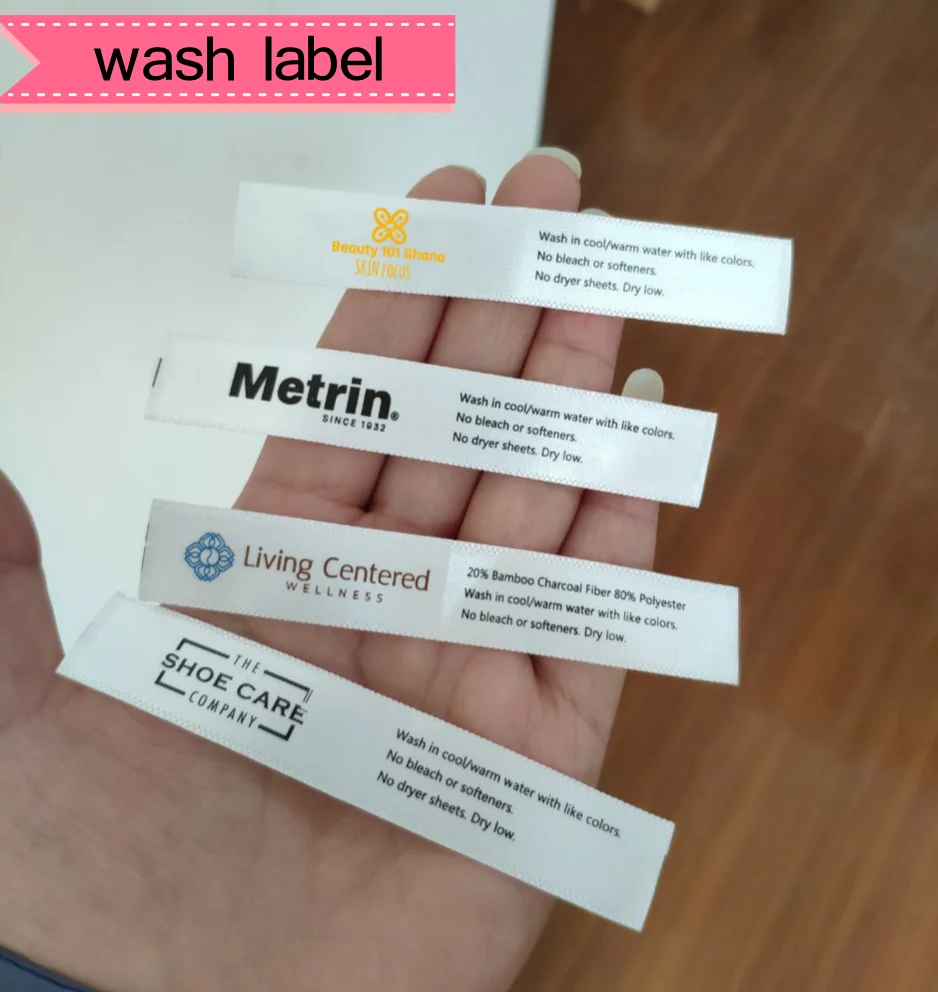 wash label
Beauty 101 Ghana
SKIN FOCUS
Wash in cool/warm water with like colors.
No bleach or softeners.
No dryer sheets. Dry low.
Metrin®
SINCE 1932
Wash in cool/warm water with like colors.
No bleach or softeners.
No dryer sheets. Dry low.
Living Centered
WELLNESS
20% Bamboo Charcoal Fiber 80% Polyester
Wash in cool/warm water with like colors.
No bleach or softeners. Dry low.
THE
SHOE CARE
COMPANY
Wash in cool/warm water with like colors.
No bleach or softeners.
No dryer sheets. Dry low.